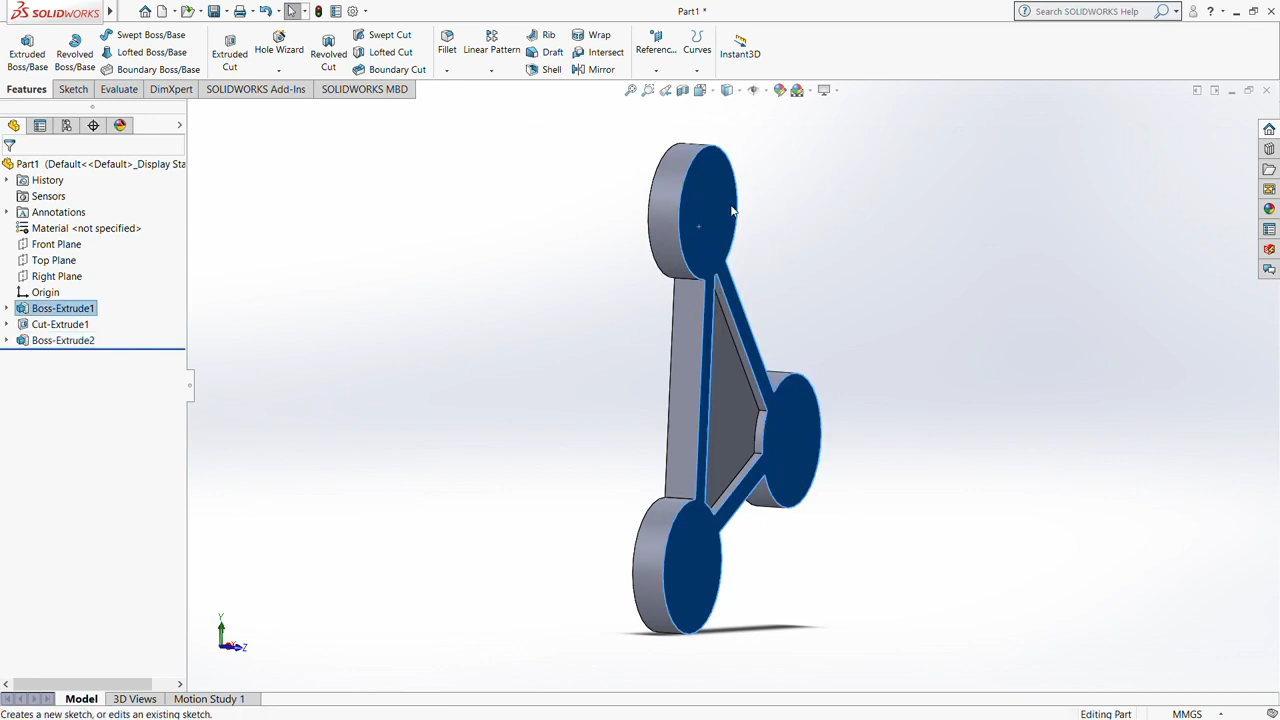 SOLIDWORKS
Part1 *
Search SOLIDWORKS Help
?
Extruded Boss/Base
Revolved Boss/Base
Swept Boss/Base
Lofted Boss/Base
Boundary Boss/Base
Extruded Cut
Hole Wizard
Revolved Cut
Swept Cut
Lofted Cut
Boundary Cut
Fillet
Linear Pattern
Rib
Draft
Shell
Wrap
Intersect
Mirror
Referenc...
Curves
Instant3D
Features Sketch Evaluate DimXpert SOLIDWORKS Add-Ins SOLIDWORKS MBD
Part1 (Default<<Default>_Display Sta
History
Sensors
Annotations
Material <not specified>
Front Plane
Top Plane
Right Plane
Origin
Boss-Extrude1
Cut-Extrude1
Boss-Extrude2
Y
Z
Model 3D Views Motion Study 1
Creates a new sketch, or edits an existing sketch. Editing Part MMGS